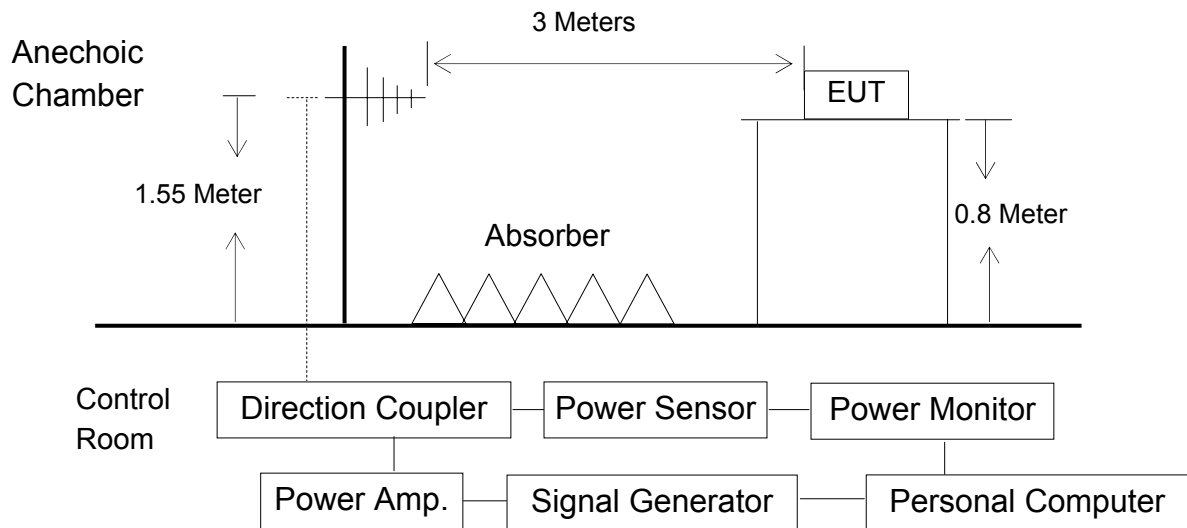 3 Meters
Anechoic
Chamber
EUT
1.55 Meter
0.8 Meter
Absorber
Control
Room
Direction Coupler
Power Sensor
Power Monitor
Power Amp.
Signal Generator
Personal Computer